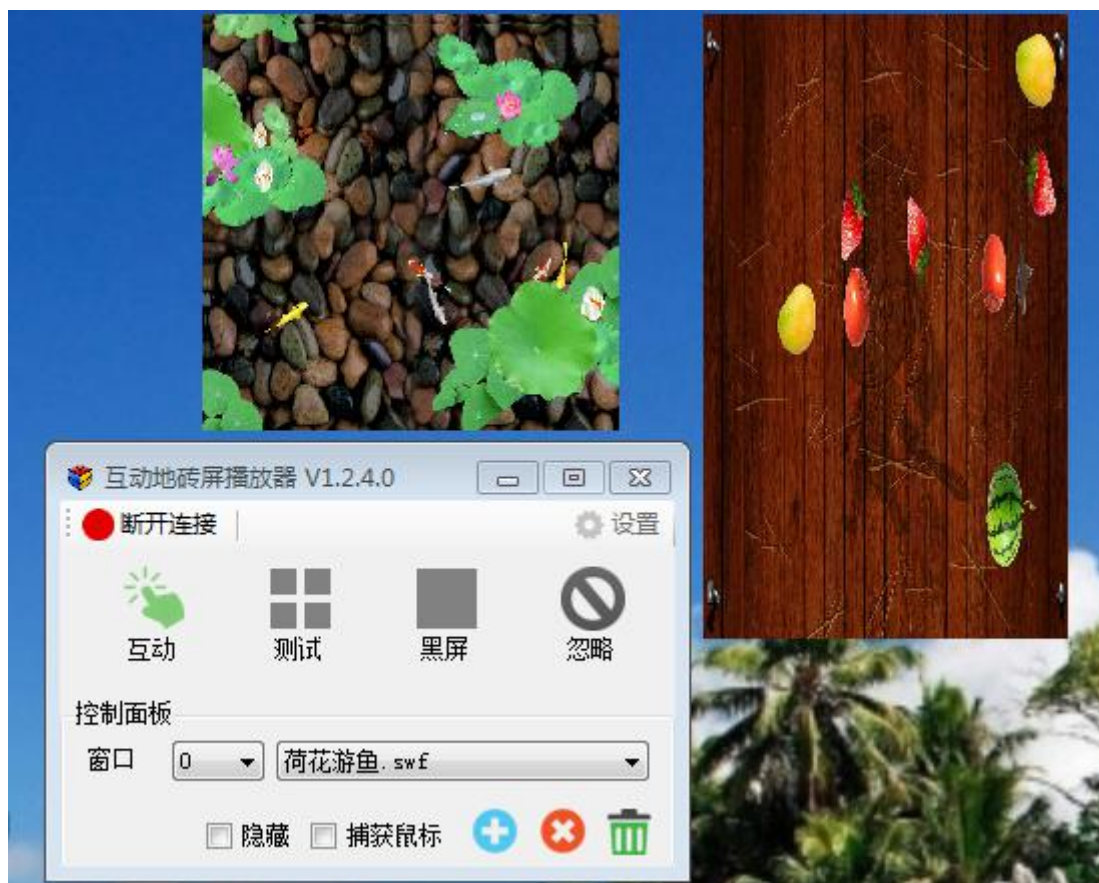 互动地砖屏播放器 V1.2.4.0
断开连接 设置
互动 测试 黑屏 忽略
控制面板
窗口 0 荷花游鱼.swf
隐藏 捕获鼠标